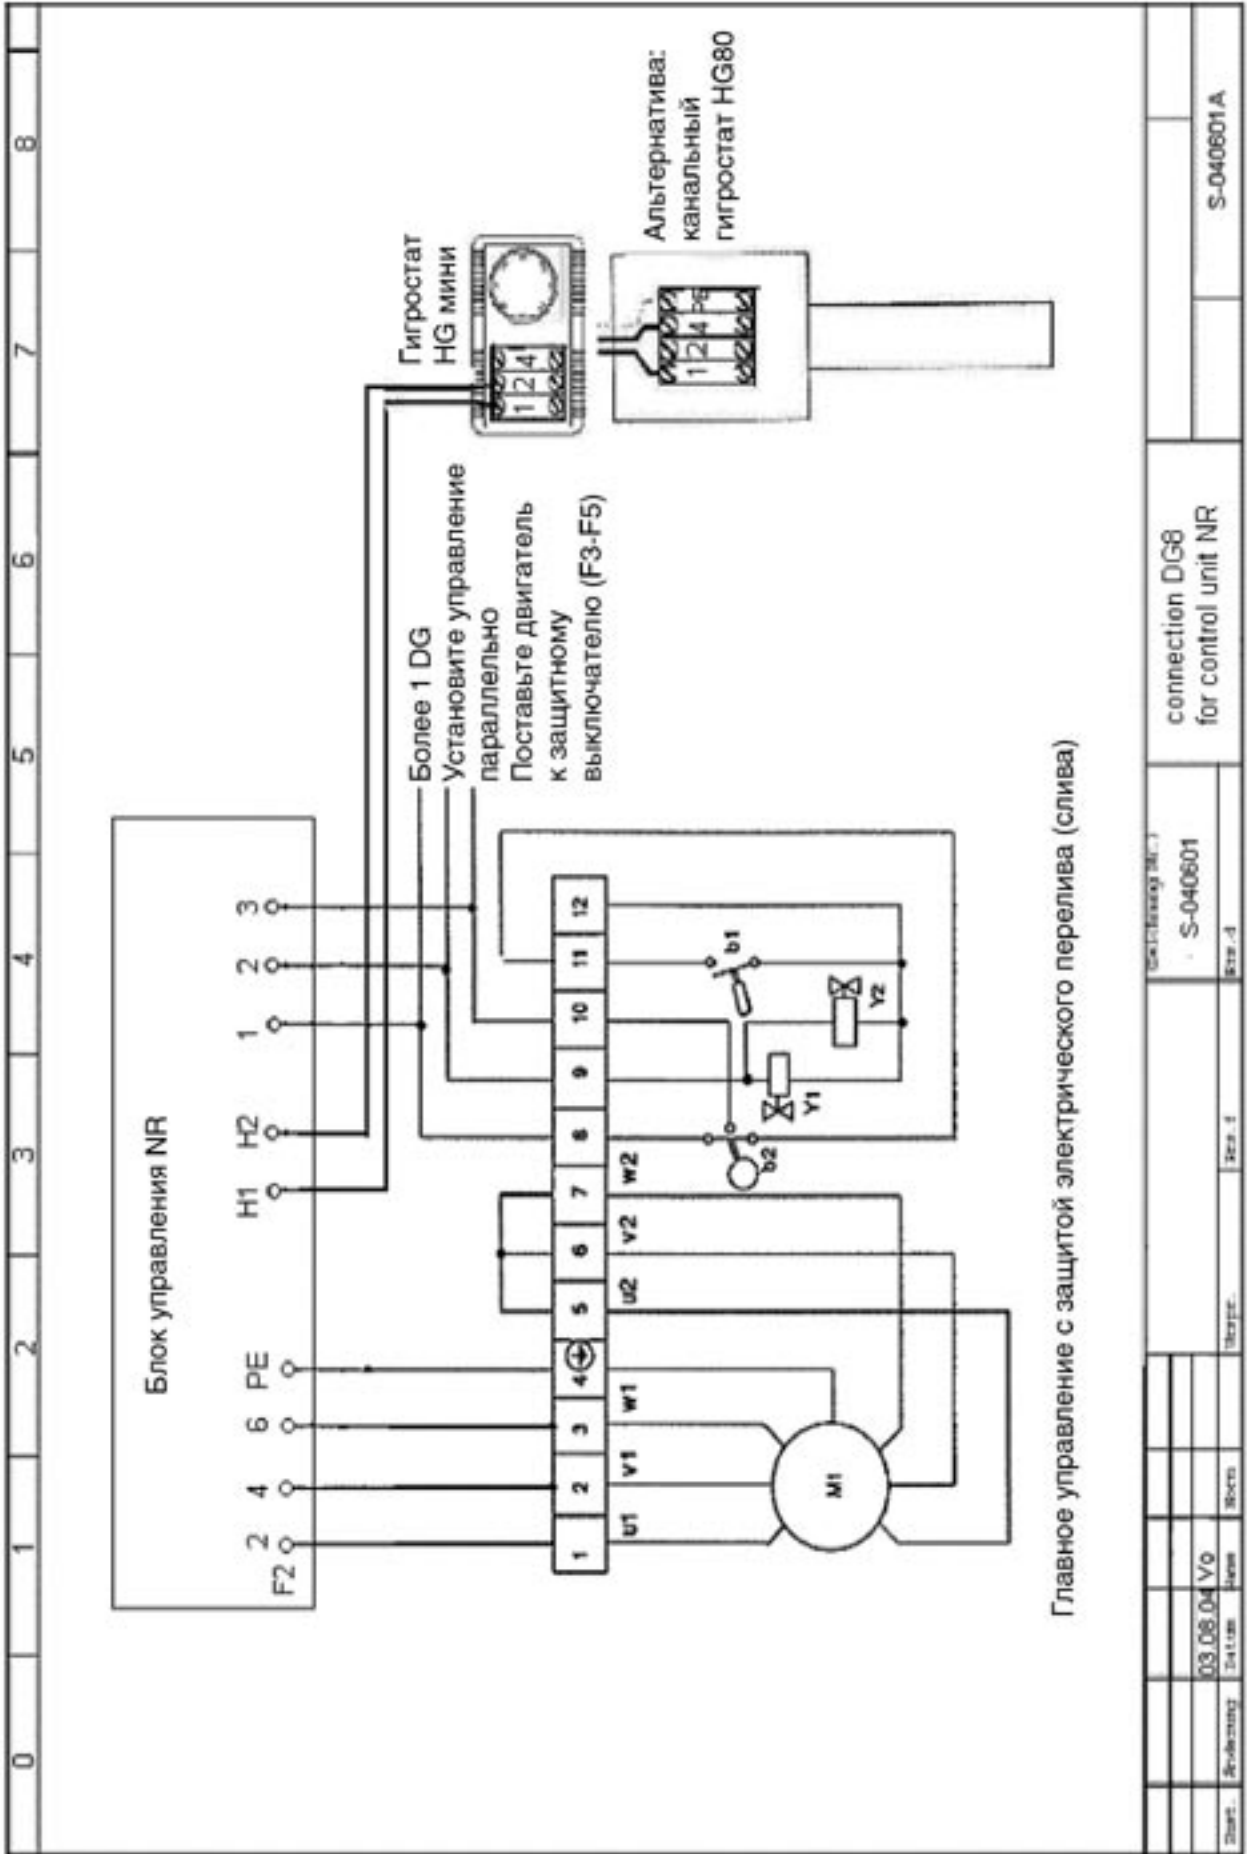 0 1 2 3 4 5 6 7 8
Блок управления NR
F2
2 4 6 PE H1 H2 1 2 3
Более 1 DG
Установите управление
параллельно
Поставьте двигатель
к защитному
выключателю (F3-F5)
Гигростат
HG мини
1 2 4
Альтернатива:
канальный
гигростат HG80
1 2 4 PE
1 2 3 4 5 6 7 8 9 10 11 12
U1 V1 W1 U2 V2 W2
M1
b2
Y1
b1
Y2
Главное управление с защитой электрического перелива (слива)
03.08.04 Vo
Datum Name
S-040601
connection DG8
for control unit NR
S-040601A